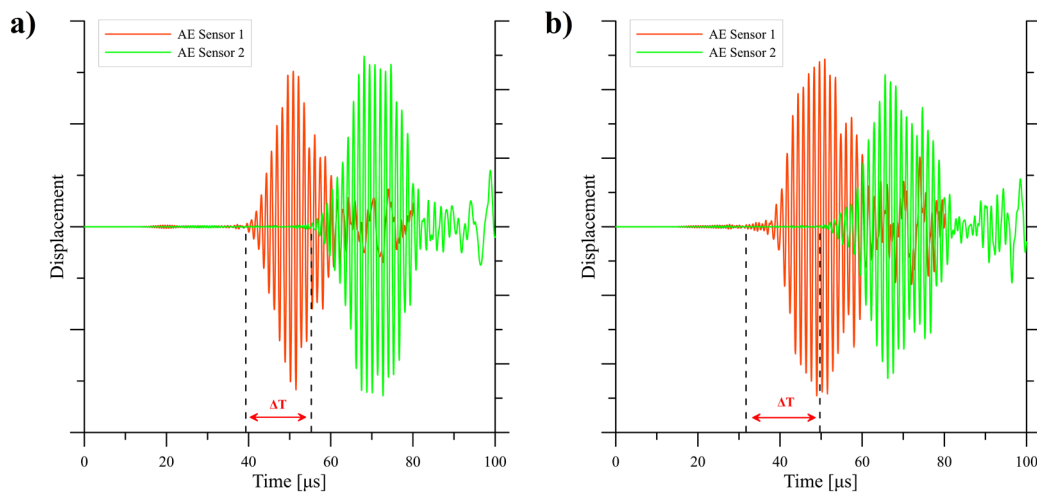 a)
AE Sensor 1
AE Sensor 2
Displacement
ΔT
0 20 40 60 80 100
Time [μs]
b)
AE Sensor 1
AE Sensor 2
Displacement
ΔT
0 20 40 60 80 100
Time [μs]